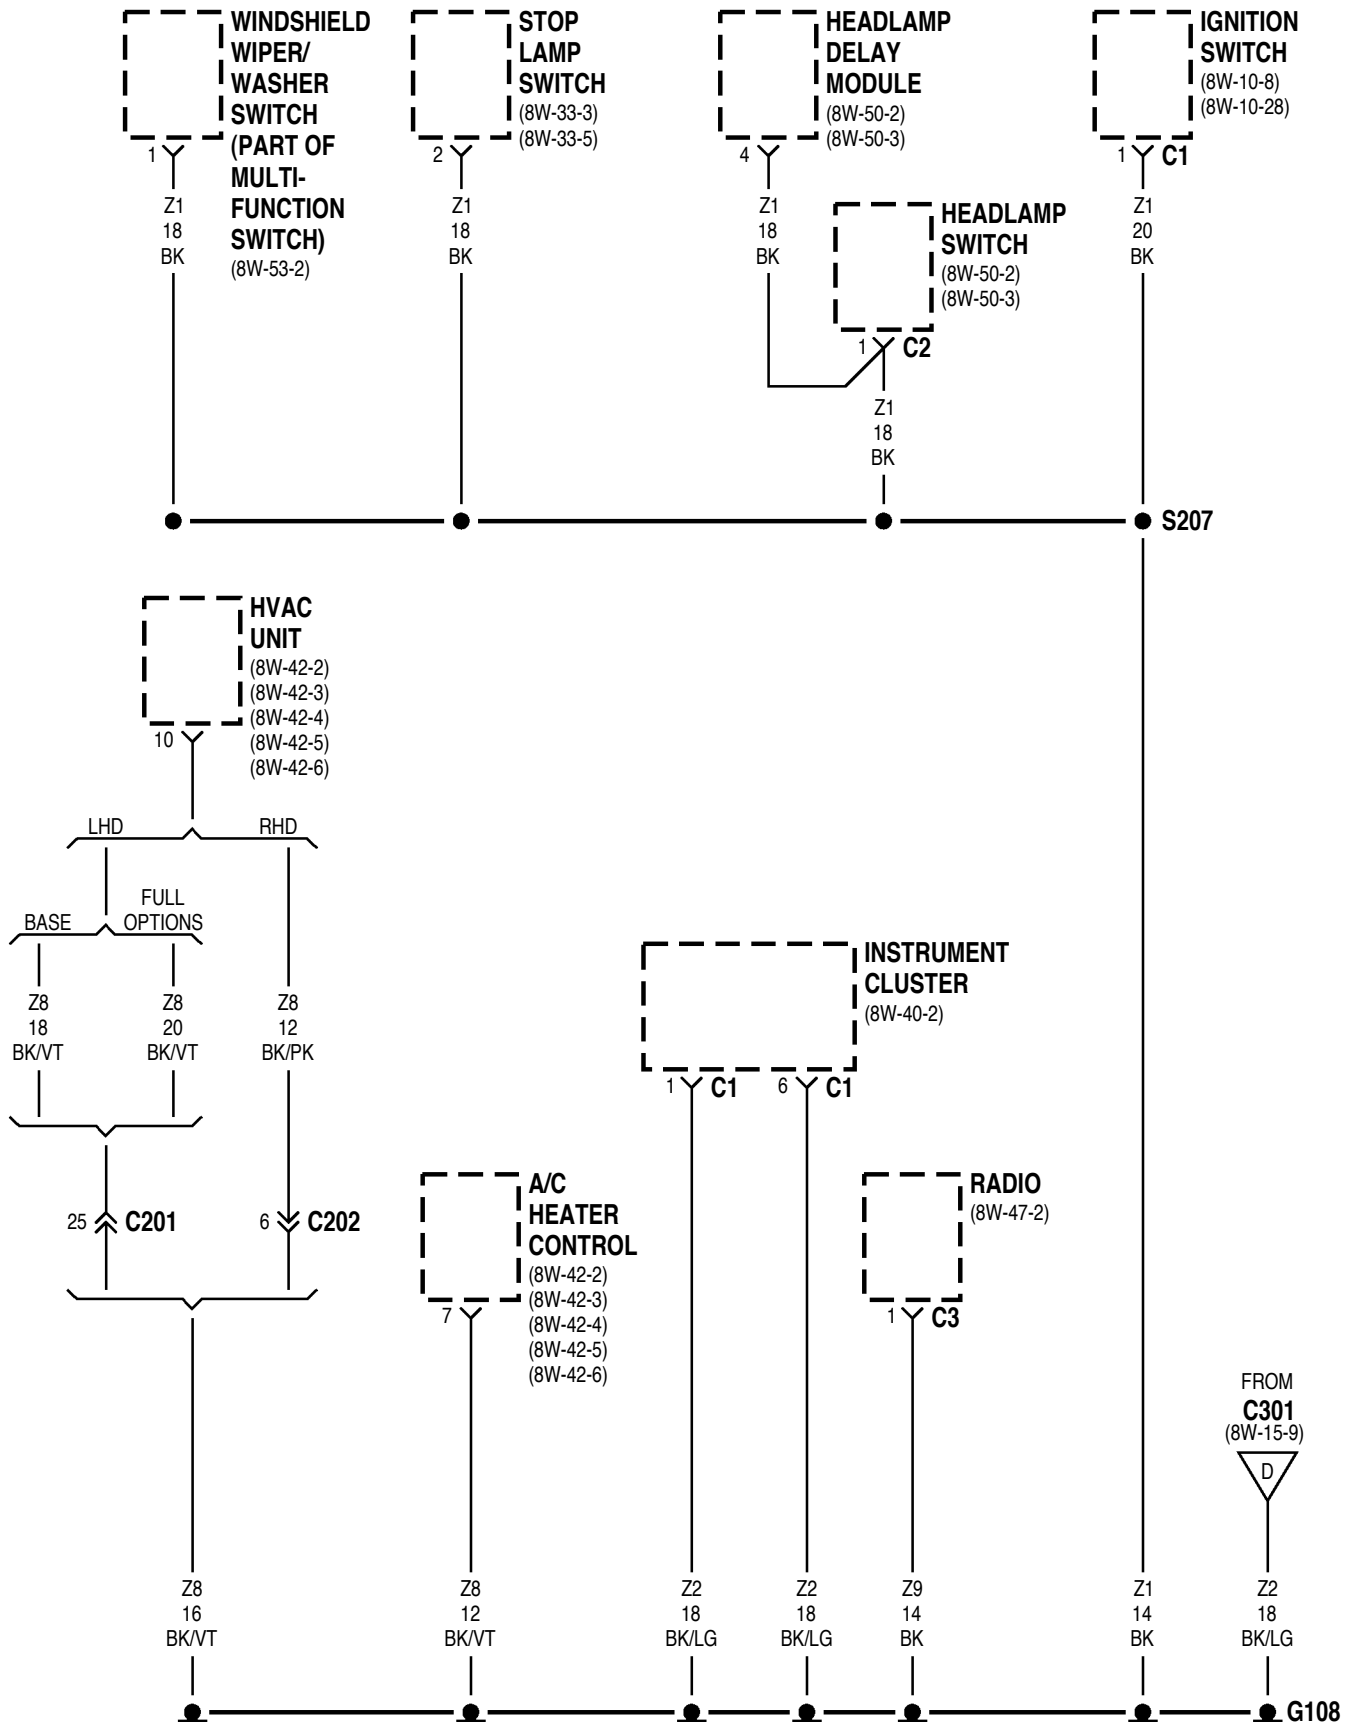 WINDSHIELD
WIPER/
WASHER
SWITCH
(PART OF
MULTI-
FUNCTION
SWITCH)
(8W-53-2)
1
Z1
18
BK
STOP
LAMP
SWITCH
(8W-33-3)
(8W-33-5)
2
Z1
18
BK
HEADLAMP
DELAY
MODULE
(8W-50-2)
(8W-50-3)
4
Z1
18
BK
HEADLAMP
SWITCH
(8W-50-2)
(8W-50-3)
1 C2
Z1
18
BK
IGNITION
SWITCH
(8W-10-8)
(8W-10-28)
1 C1
Z1
20
BK
S207
HVAC
UNIT
(8W-42-2)
(8W-42-3)
(8W-42-4)
(8W-42-5)
(8W-42-6)
10
LHD RHD
BASE
FULL
OPTIONS
Z8
18
BK/VT
Z8
20
BK/VT
Z8
12
BK/PK
25 C201
6 C202
Z8
16
BK/VT
A/C
HEATER
CONTROL
(8W-42-2)
(8W-42-3)
(8W-42-4)
(8W-42-5)
(8W-42-6)
7
Z8
12
BK/VT
INSTRUMENT
CLUSTER
(8W-40-2)
1 C1
6 C1
Z2
18
BK/LG
Z2
18
BK/LG
RADIO
(8W-47-2)
1 C3
Z9
14
BK
Z1
14
BK
FROM
C301
(8W-15-9)
D
Z2
18
BK/LG
G108